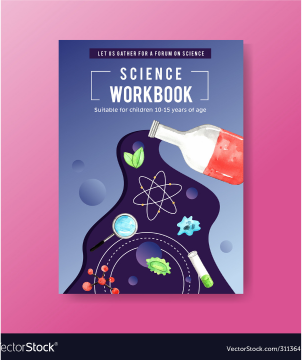 LET US GATHER FOR A FORUM ON SCIENCE
SCIENCE
WORKBOOK
Suitable for children 10-15 years of age
VectorStock®
VectorStock.com/311364